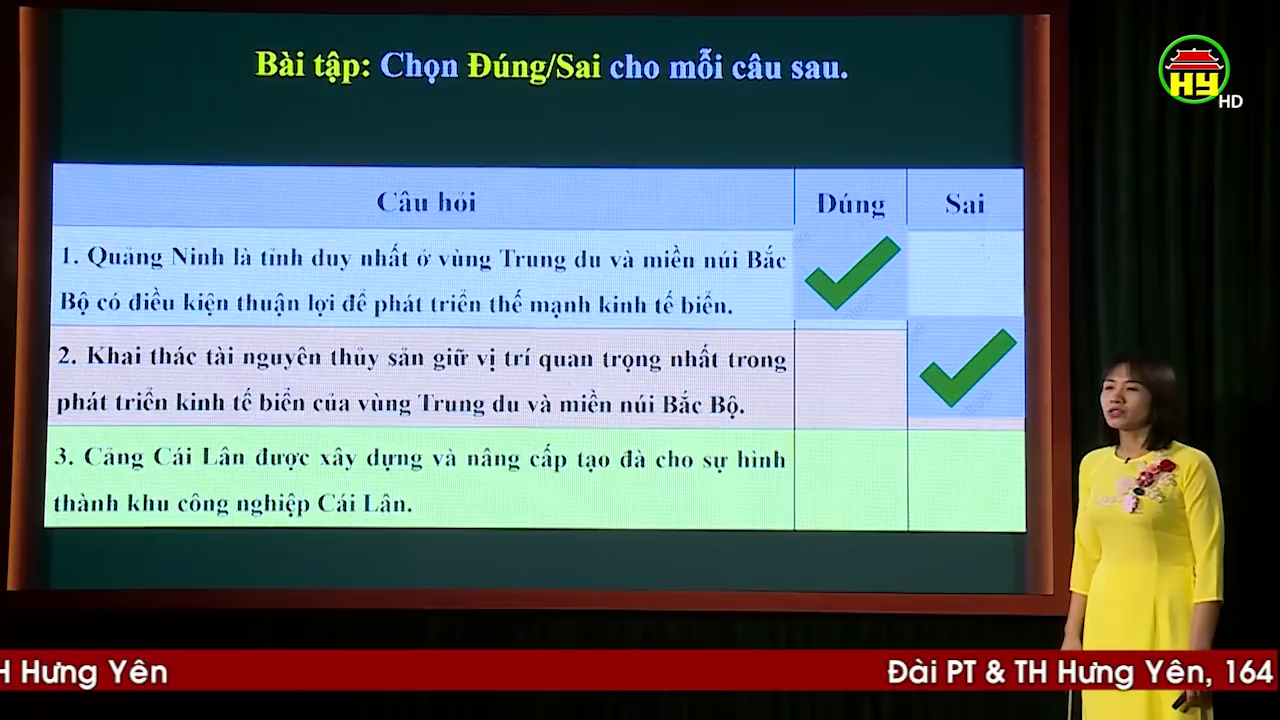 Bài tập: Chọn Đúng/Sai cho mỗi câu sau.
HY
HD
Câu hỏi
Đúng
Sai
1. Quảng Ninh là tỉnh duy nhất ở vùng Trung du và miền núi Bắc
Bộ có điều kiện thuận lợi để phát triển thế mạnh kinh tế biển.
2. Khai thác tài nguyên thủy sản giữ vị trí quan trọng nhất trong
phát triển kinh tế biển của vùng Trung du và miền núi Bắc Bộ.
3. Cảng Cái Lân được xây dựng và nâng cấp tạo đà cho sự hình
thành khu công nghiệp Cái Lân.
H Hưng Yên
Đài PT & TH Hưng Yên, 164